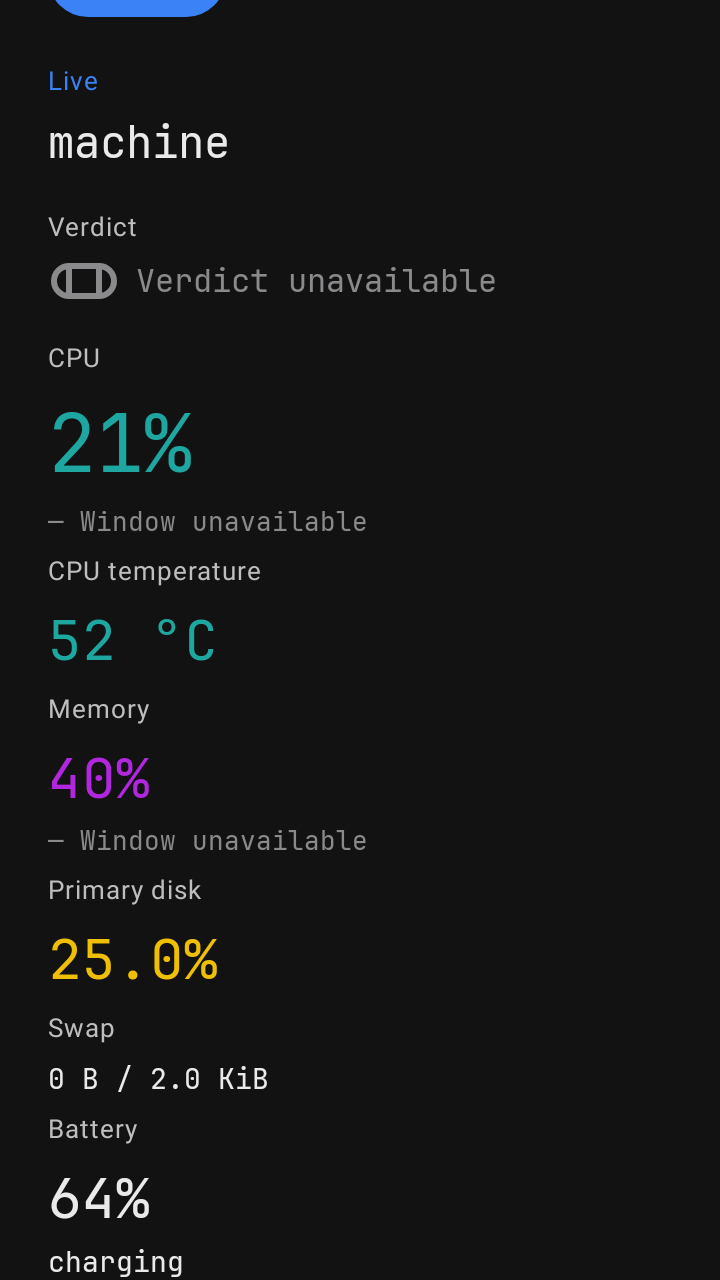 Live
machine
Verdict
Verdict unavailable
CPU
21%
— Window unavailable
CPU temperature
52 °C
Memory
40%
— Window unavailable
Primary disk
25.0%
Swap
0 B / 2.0 KiB
Battery
64%
charging